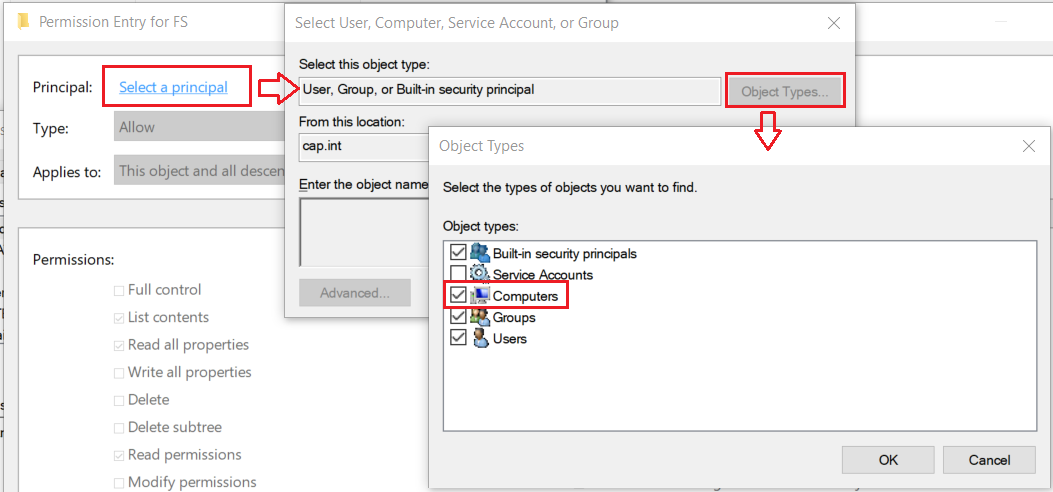 Permission Entry for FS
Principal: Select a principal
Type: Allow
Applies to: This object and all descen
Permissions:
Full control
List contents
Read all properties
Write all properties
Delete
Delete subtree
Read permissions
Modify permissions
Select User, Computer, Service Account, or Group
Select this object type:
User, Group, or Built-in security principal
Object Types...
From this location:
cap.int
Enter the object name
Advanced...
Object Types
Select the types of objects you want to find.
Object types:
Built-in security principals
Service Accounts
Computers
Groups
Users
OK
Cancel